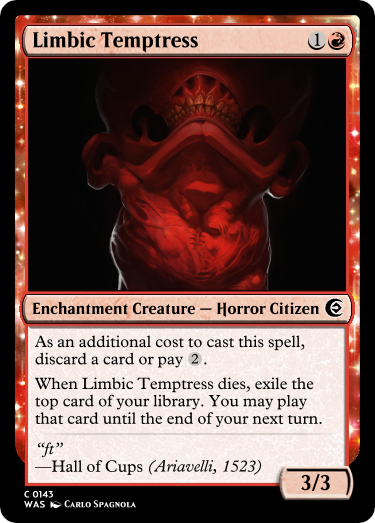 Limbic Temptress 1
Enchantment Creature — Horror Citizen
As an additional cost to cast this spell,
discard a card or pay 2.
When Limbic Temptress dies, exile the
top card of your library. You may play
that card until the end of your next turn.
“ft”
—Hall of Cups (Ariavelli, 1523)
3/3
C 0143
WAS Carlo Spagnola